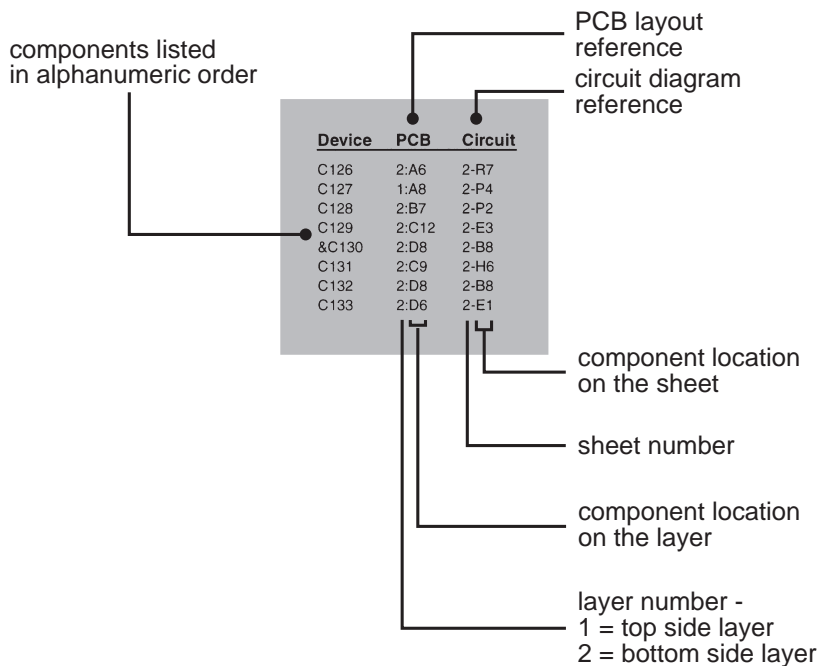 PCB layout
reference
components listed
in alphanumeric order
circuit diagram
reference
Device PCB Circuit
C126 2:A6 2-R7
C127 1:A8 2-P4
C128 2:B7 2-P2
C129 2:C12 2-E3
&C130 2:D8 2-B8
C131 2:C9 2-H6
C132 2:D8 2-B8
C133 2:D6 2-E1
component location
on the sheet
sheet number
component location
on the layer
layer number -
1 = top side layer
2 = bottom side layer